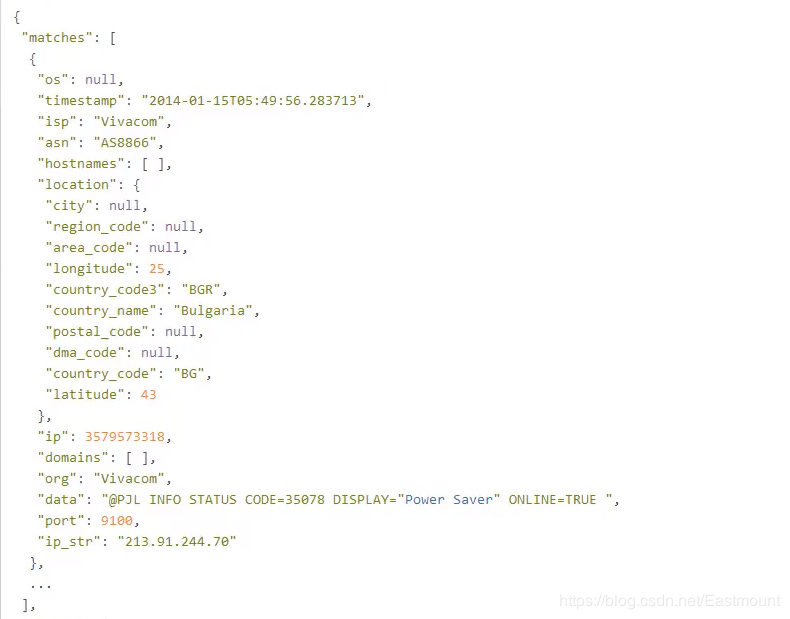 {
"matches": [
{
"os": null,
"timestamp": "2014-01-15T05:49:56.283713",
"isp": "Vivacom",
"asn": "AS8866",
"hostnames": [ ],
"location": {
"city": null,
"region_code": null,
"area_code": null,
"longitude": 25,
"country_code3": "BGR",
"country_name": "Bulgaria",
"postal_code": null,
"dma_code": null,
"country_code": "BG",
"latitude": 43
},
"ip": 3579573318,
"domains": [ ],
"org": "Vivacom",
"data": "@PJL INFO STATUS CODE=35078 DISPLAY="Power Saver" ONLINE=TRUE ",
"port": 9100,
"ip_str": "213.91.244.70"
},
...
],
https://blog.csdn.net/Eastmount